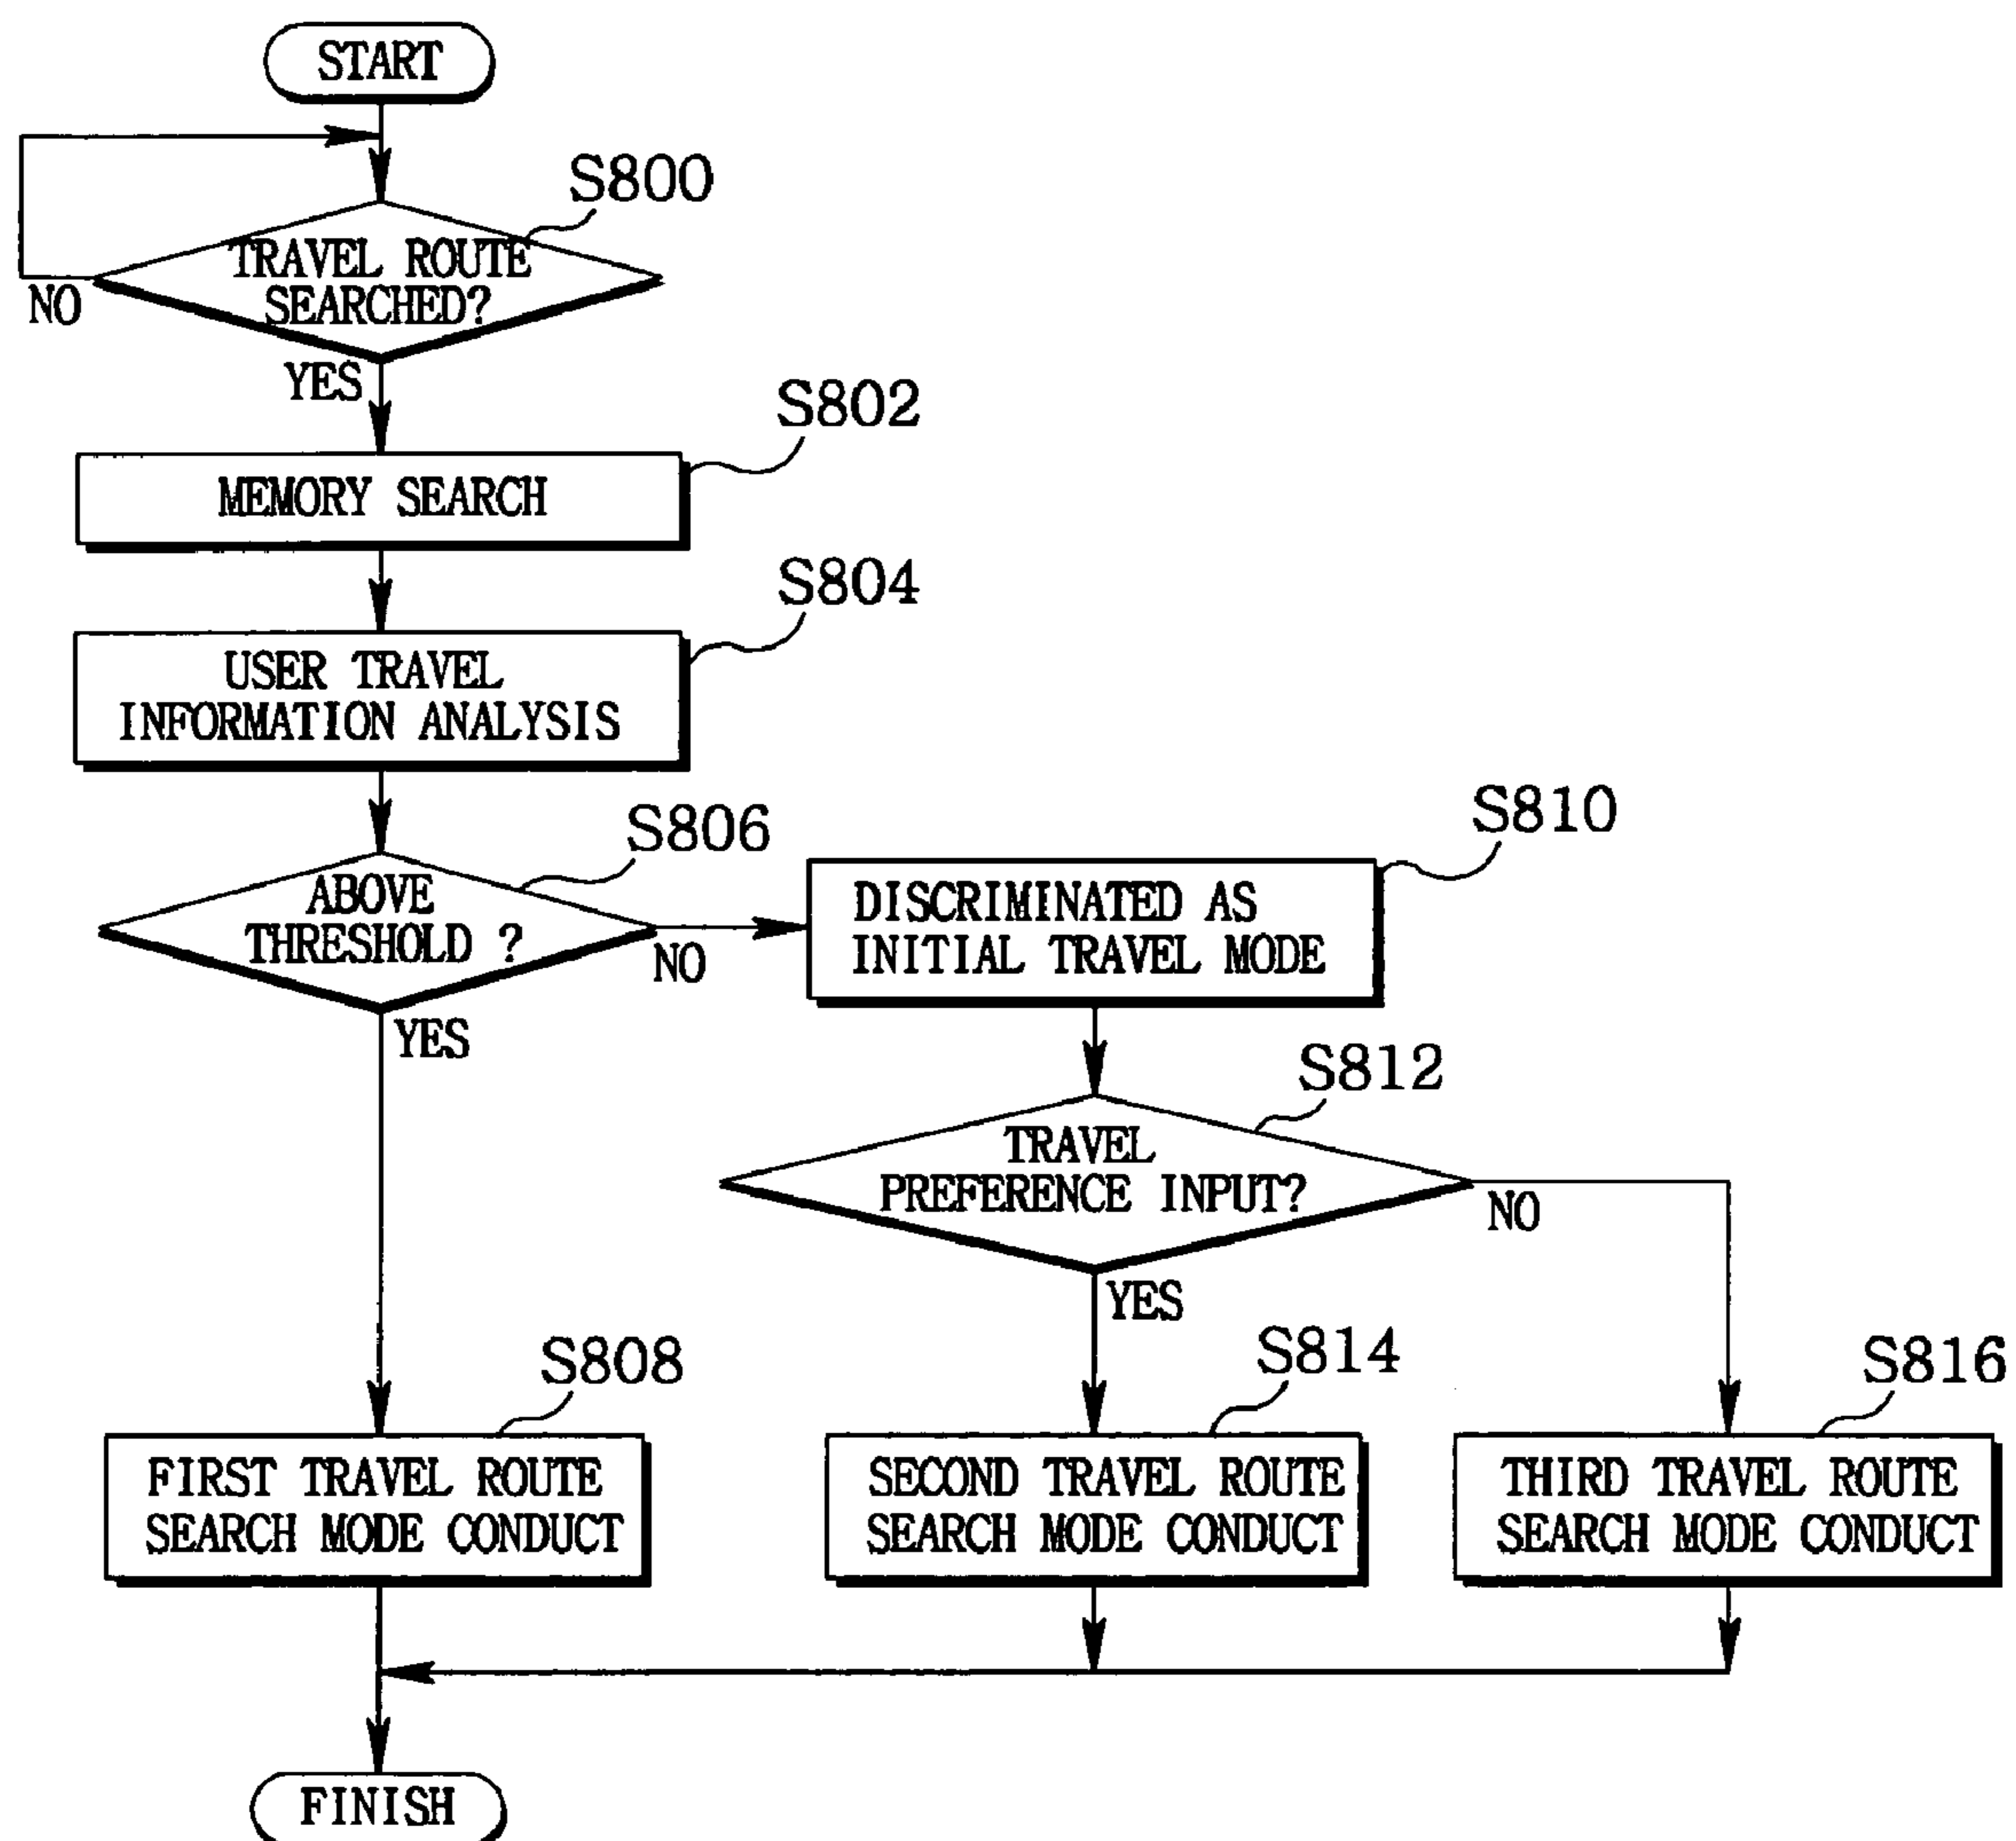 START
S800
TRAVEL ROUTE
SEARCHED?
NO
YES
S802
MEMORY SEARCH
S804
USER TRAVEL
INFORMATION ANALYSIS
S806
ABOVE
THRESHOLD ?
NO
YES
S810
DISCRIMINATED AS
INITIAL TRAVEL MODE
S812
TRAVEL
PREFERENCE INPUT?
NO
YES
S808
FIRST TRAVEL ROUTE
SEARCH MODE CONDUCT
S814
SECOND TRAVEL ROUTE
SEARCH MODE CONDUCT
S816
THIRD TRAVEL ROUTE
SEARCH MODE CONDUCT
FINISH